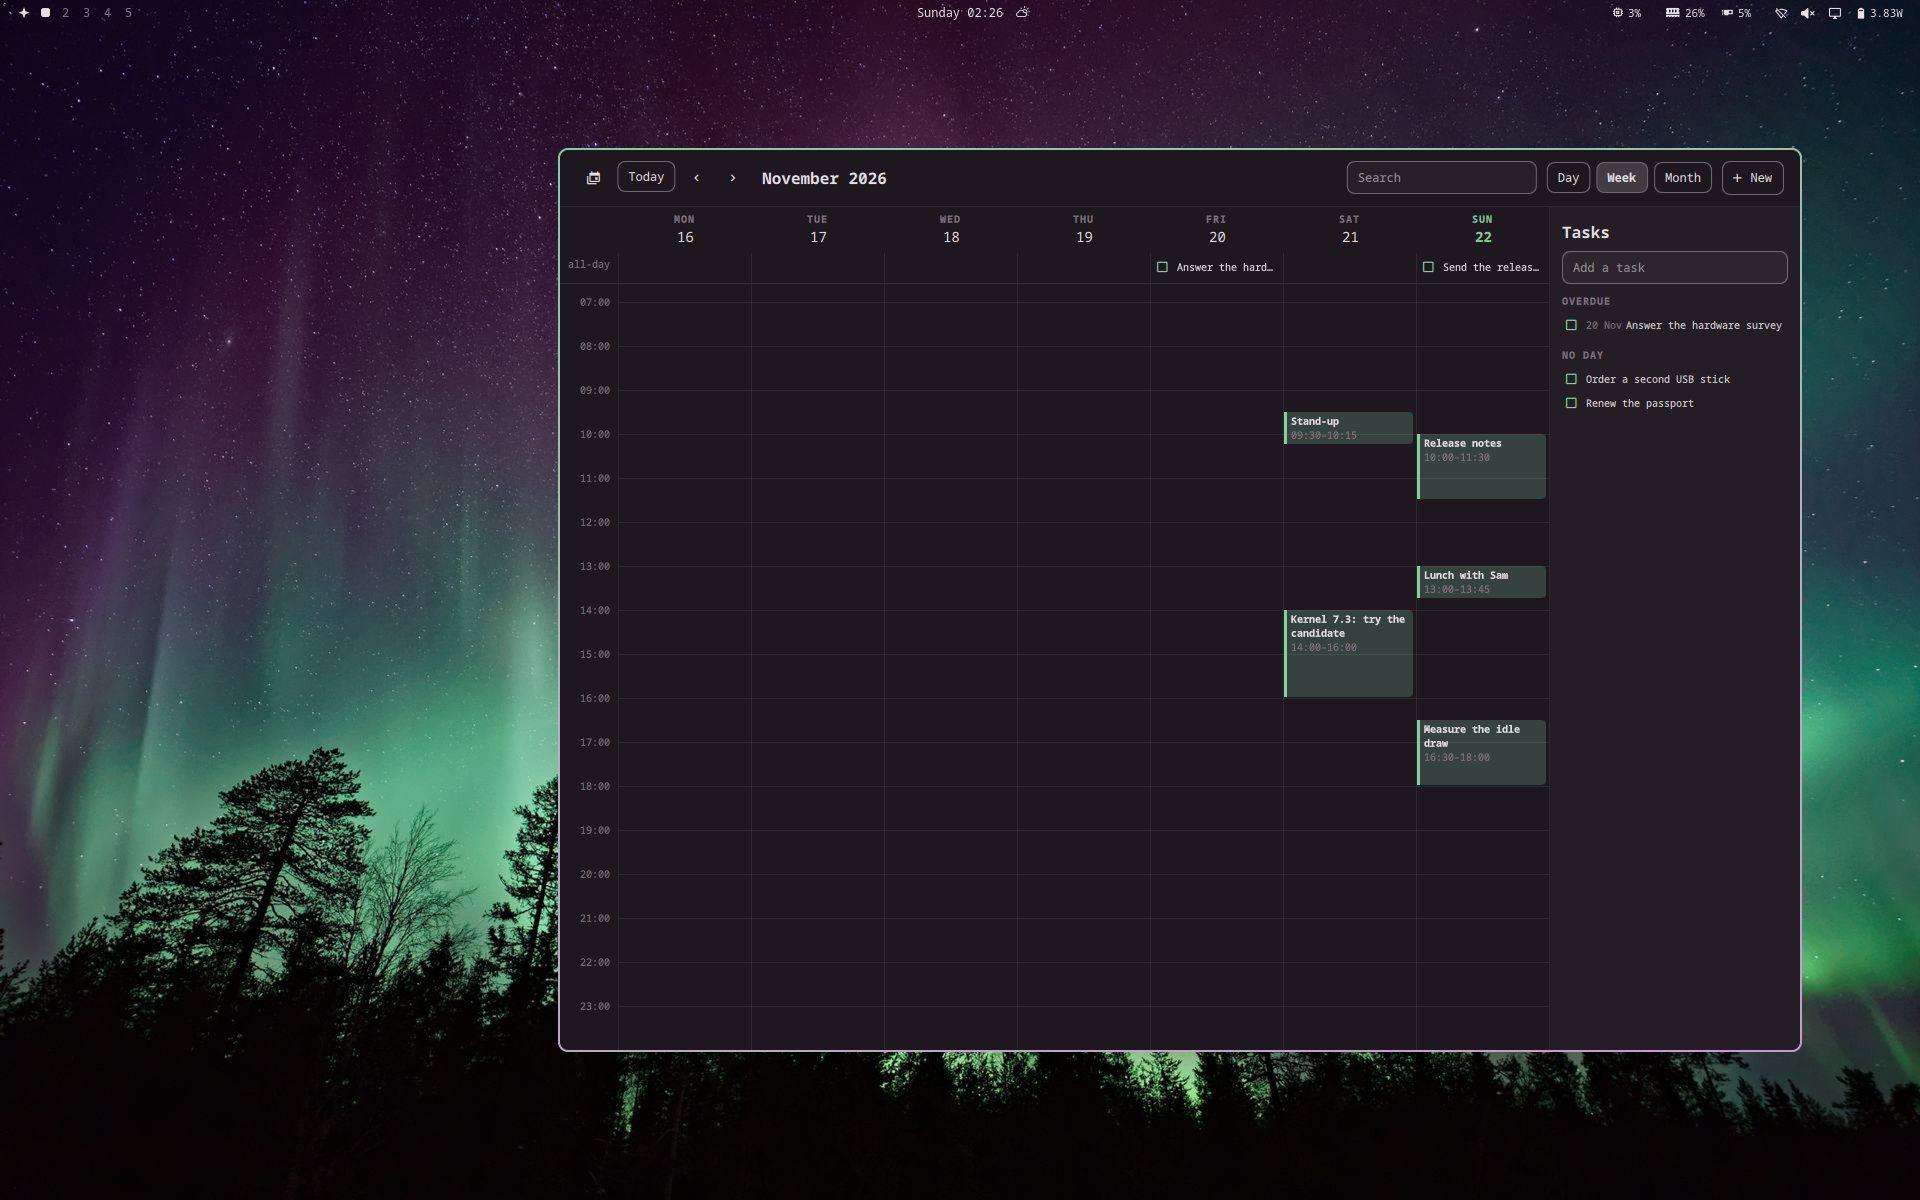 2 3 4 5
Sunday 02:26
3% 26% 5% 3.83W
Today
November 2026
Search
Day
Week
Month
+ New
MON TUE WED THU FRI SAT SUN
16 17 18 19 20 21 22
all-day
Answer the hard…
Send the releas…
07:00
08:00
09:00
10:00
11:00
12:00
13:00
14:00
15:00
16:00
17:00
18:00
19:00
20:00
21:00
22:00
23:00
Stand-up
09:30–10:15
Kernel 7.3: try the
candidate
14:00–16:00
Release notes
10:00–11:30
Lunch with Sam
13:00–13:45
Measure the idle
draw
16:30–18:00
Tasks
Add a task
OVERDUE
20 Nov Answer the hardware survey
NO DAY
Order a second USB stick
Renew the passport